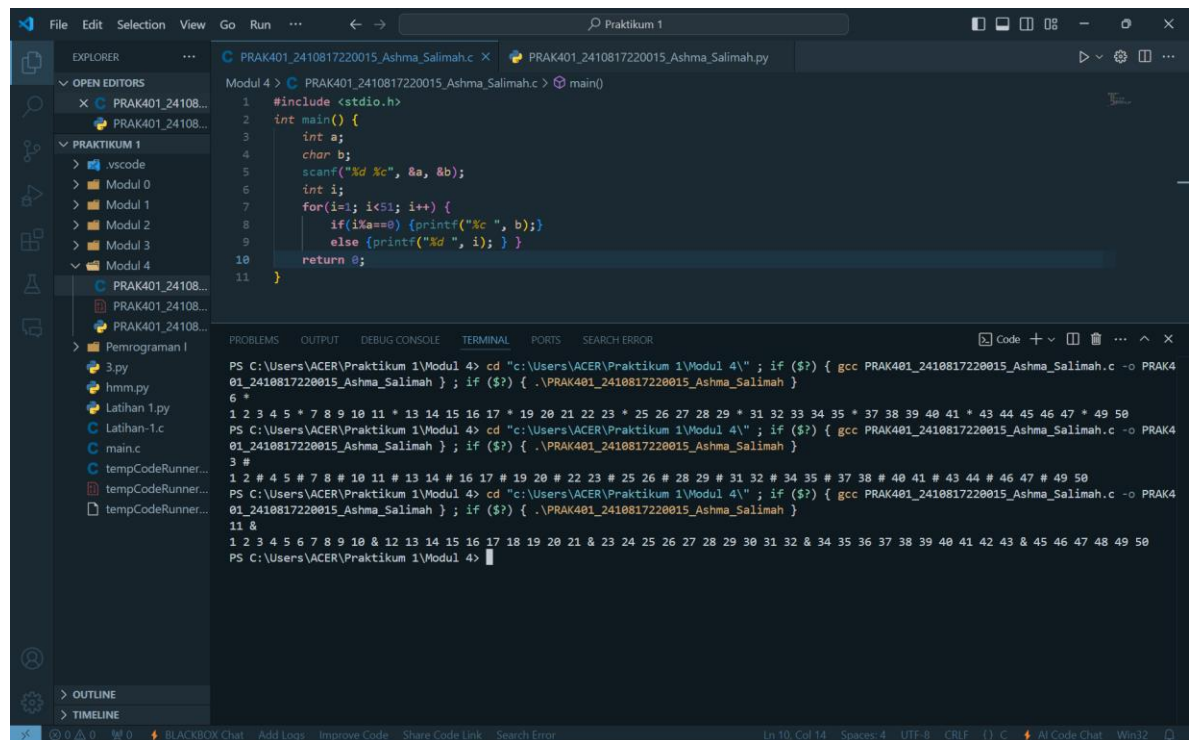 File Edit Selection View Go Run ... Praktikum 1
EXPLORER ...
OPEN EDITORS
PRAK401_24108...
PRAK401_24108...
PRAKTIKUM 1
.vscode
Modul 0
Modul 1
Modul 2
Modul 3
Modul 4
PRAK401_24108...
PRAK401_24108...
PRAK401_24108...
Pemrograman I
3.py
hmm.py
Latihan 1.py
Latihan-1.c
main.c
tempCodeRunner...
tempCodeRunner...
tempCodeRunner...
OUTLINE
TIMELINE
C PRAK401_2410817220015_Ashma_Salimah.c PRAK401_2410817220015_Ashma_Salimah.py
Modul 4 > C PRAK401_2410817220015_Ashma_Salimah.c > main()
1 #include <stdio.h>
2 int main() {
3 int a;
4 char b;
5 scanf("%d %c", &a, &b);
6 int i;
7 for(i=1; i<51; i++) {
8 if(i%a==0) {printf("%c ", b);}
9 else {printf("%d ", i); } }
10 return 0;
11 }
PROBLEMS OUTPUT DEBUG CONSOLE TERMINAL PORTS SEARCH ERROR Code
PS C:\Users\ACER\Praktikum 1\Modul 4> cd "c:\Users\ACER\Praktikum 1\Modul 4\" ; if ($?) { gcc PRAK401_2410817220015_Ashma_Salimah.c -o PRAK4
01_2410817220015_Ashma_Salimah } ; if ($?) { .\PRAK401_2410817220015_Ashma_Salimah }
6 *
1 2 3 4 5 * 7 8 9 10 11 * 13 14 15 16 17 * 19 20 21 22 23 * 25 26 27 28 29 * 31 32 33 34 35 * 37 38 39 40 41 * 43 44 45 46 47 * 49 50
PS C:\Users\ACER\Praktikum 1\Modul 4> cd "c:\Users\ACER\Praktikum 1\Modul 4\" ; if ($?) { gcc PRAK401_2410817220015_Ashma_Salimah.c -o PRAK4
01_2410817220015_Ashma_Salimah } ; if ($?) { .\PRAK401_2410817220015_Ashma_Salimah }
3 #
1 2 # 4 5 # 7 8 # 10 11 # 13 14 # 16 17 # 19 20 # 22 23 # 25 26 # 28 29 # 31 32 # 34 35 # 37 38 # 40 41 # 43 44 # 46 47 # 49 50
PS C:\Users\ACER\Praktikum 1\Modul 4> cd "c:\Users\ACER\Praktikum 1\Modul 4\" ; if ($?) { gcc PRAK401_2410817220015_Ashma_Salimah.c -o PRAK4
01_2410817220015_Ashma_Salimah } ; if ($?) { .\PRAK401_2410817220015_Ashma_Salimah }
11 &
1 2 3 4 5 6 7 8 9 10 & 12 13 14 15 16 17 18 19 20 21 & 23 24 25 26 27 28 29 30 31 32 & 34 35 36 37 38 39 40 41 42 43 & 45 46 47 48 49 50
PS C:\Users\ACER\Praktikum 1\Modul 4>
0 0 0 BLACKBOX Chat Add Logs Improve Code Share Code Link Search Error Ln 10, Col 14 Spaces: 4 UTF-8 CRLF {} C AI Code Chat Win32